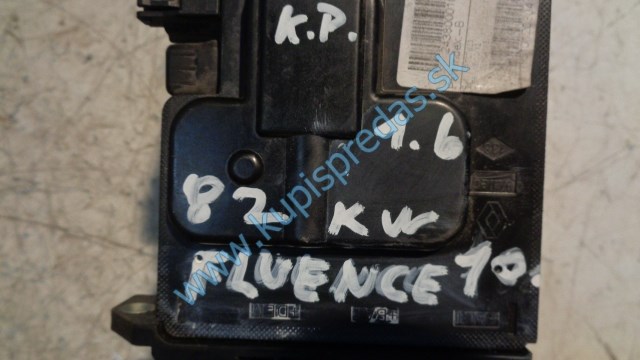 K.P.
1.6
82 KW
FLUENCE 10.
www.kupispredas.sk